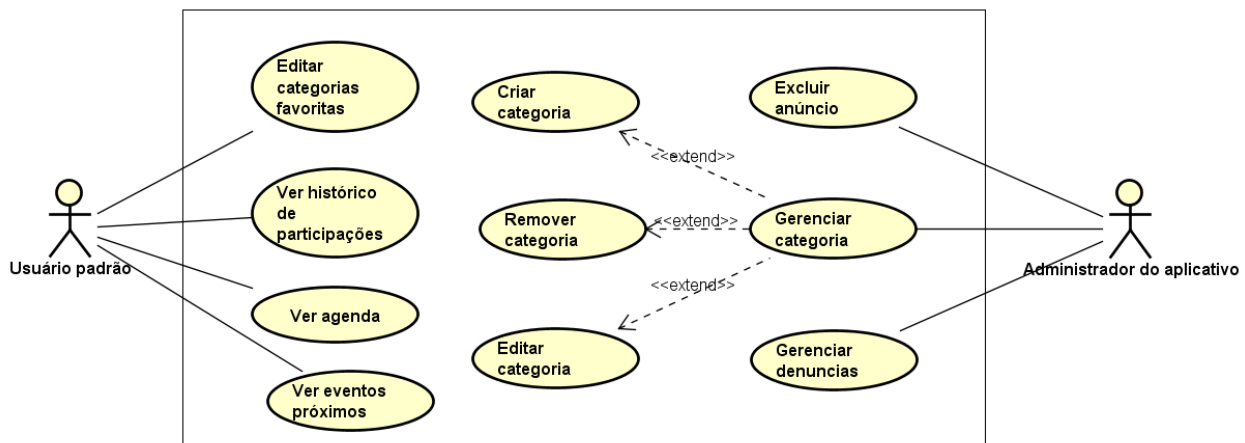 Editar
categorias
favoritas
Criar
categoria
Excluir
anúncio
<<extend>>
Ver histórico
de
participações
Remover
categoria
<<extend>>
Gerenciar
categoria
Usuário padrão
Administrador do aplicativo
<<extend>>
Ver agenda
Editar
categoria
Gerenciar
denuncias
Ver eventos
próximos